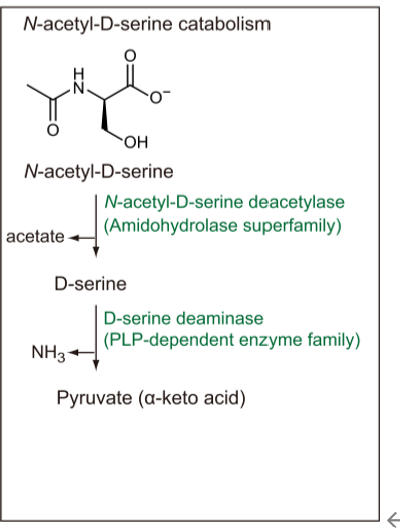 N-acetyl-D-serine catabolism
O
H
N
O⁻
O
OH
N-acetyl-D-serine
N-acetyl-D-serine deacetylase
(Amidohydrolase superfamily)
acetate
D-serine
D-serine deaminase
(PLP-dependent enzyme family)
NH₃
Pyruvate (α-keto acid)